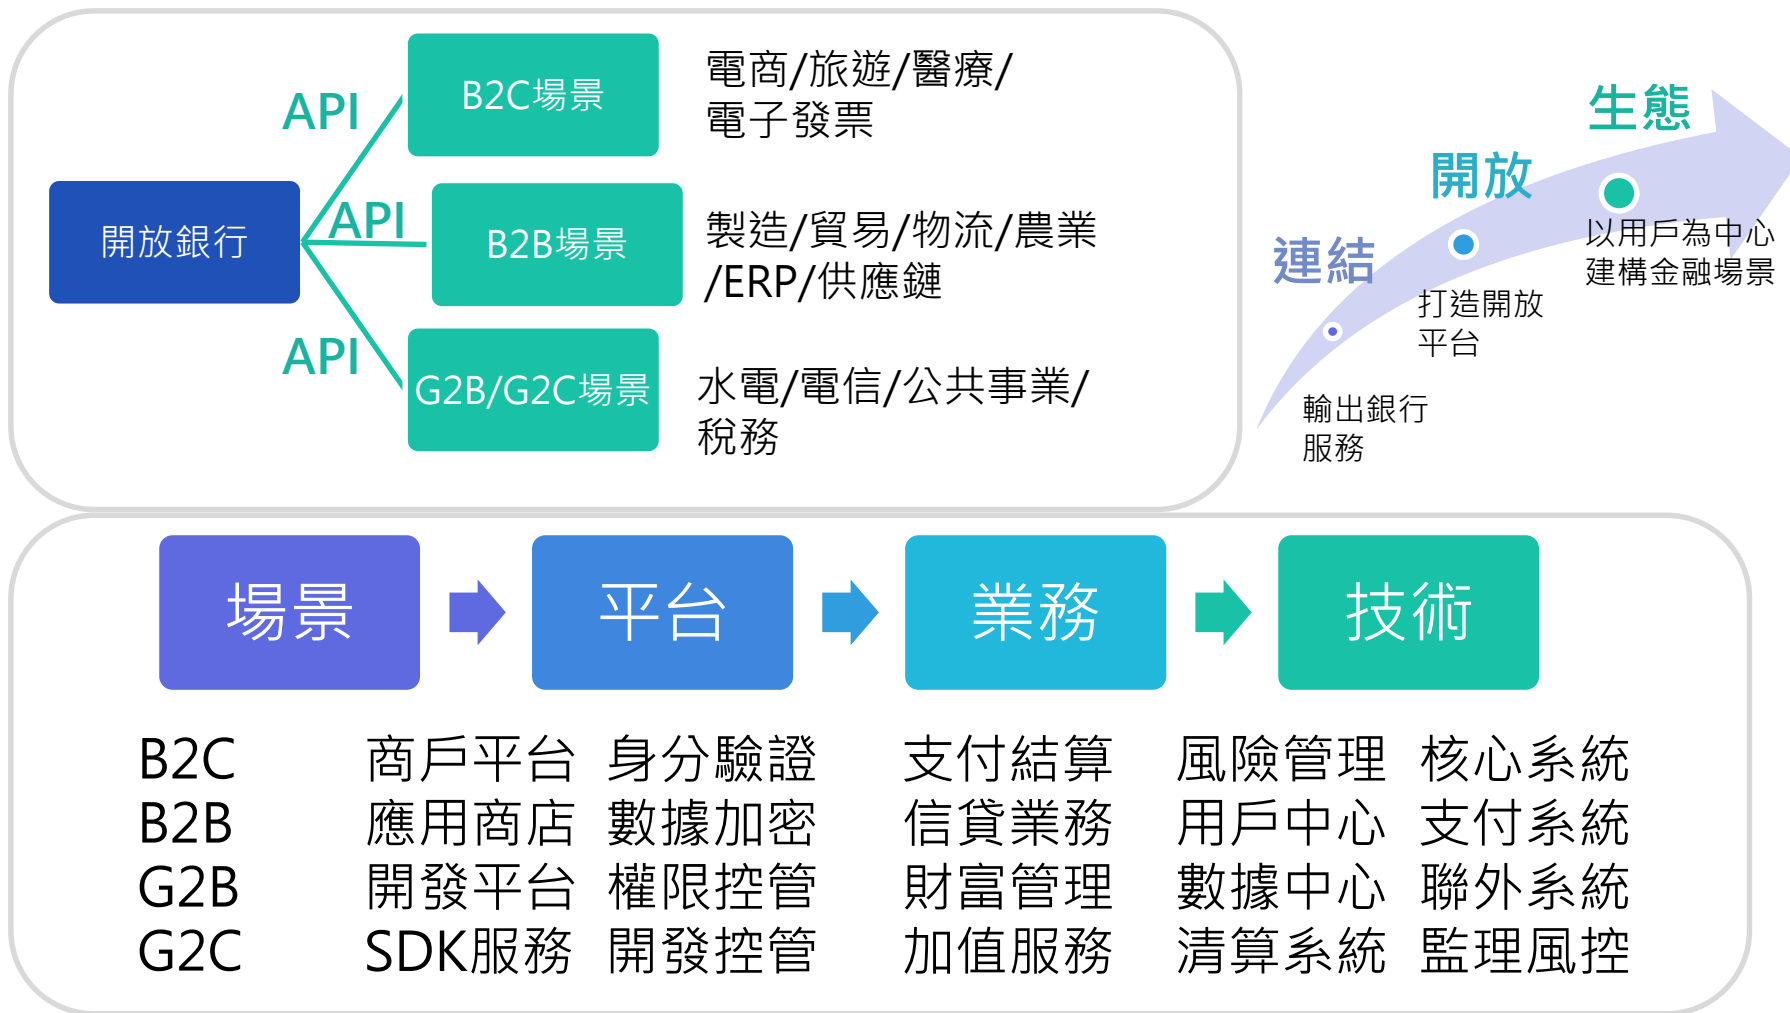 開放銀行
API
API
API
B2C場景
電商/旅遊/醫療/
電子發票
B2B場景
製造/貿易/物流/農業
/ERP/供應鏈
G2B/G2C場景
水電/電信/公共事業/
稅務
連結
輸出銀行
服務
開放
打造開放
平台
生態
以用戶為中心
建構金融場景
場景
平台
業務
技術
B2C
B2B
G2B
G2C
商戶平台
應用商店
開發平台
SDK服務
身分驗證
數據加密
權限控管
開發控管
支付結算
信貸業務
財富管理
加值服務
風險管理
用戶中心
數據中心
清算系統
核心系統
支付系統
聯外系統
監理風控